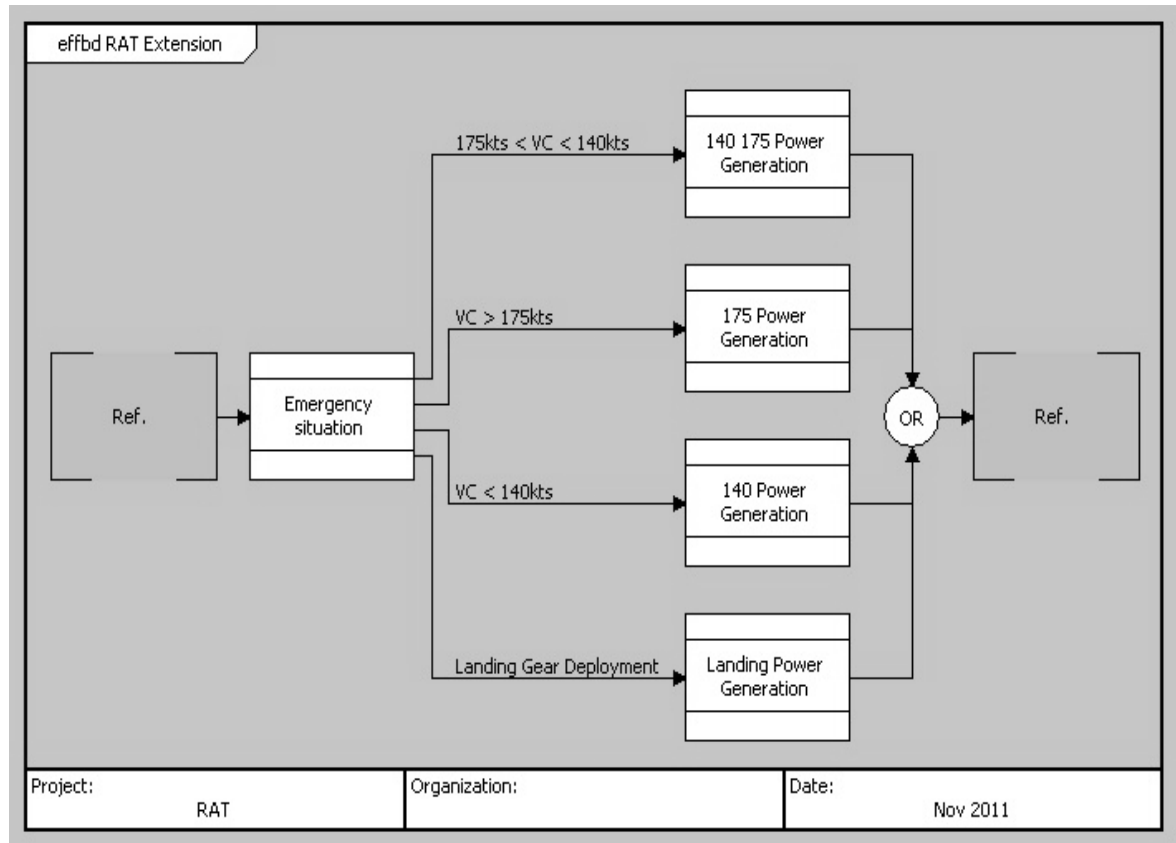 effbd RAT Extension
175kts < VC < 140kts
140 175 Power
Generation
VC > 175kts
175 Power
Generation
Ref.
Emergency
situation
OR
Ref.
VC < 140kts
140 Power
Generation
Landing Gear Deployment
Landing Power
Generation
Project:
RAT
Organization:
Date:
Nov 2011